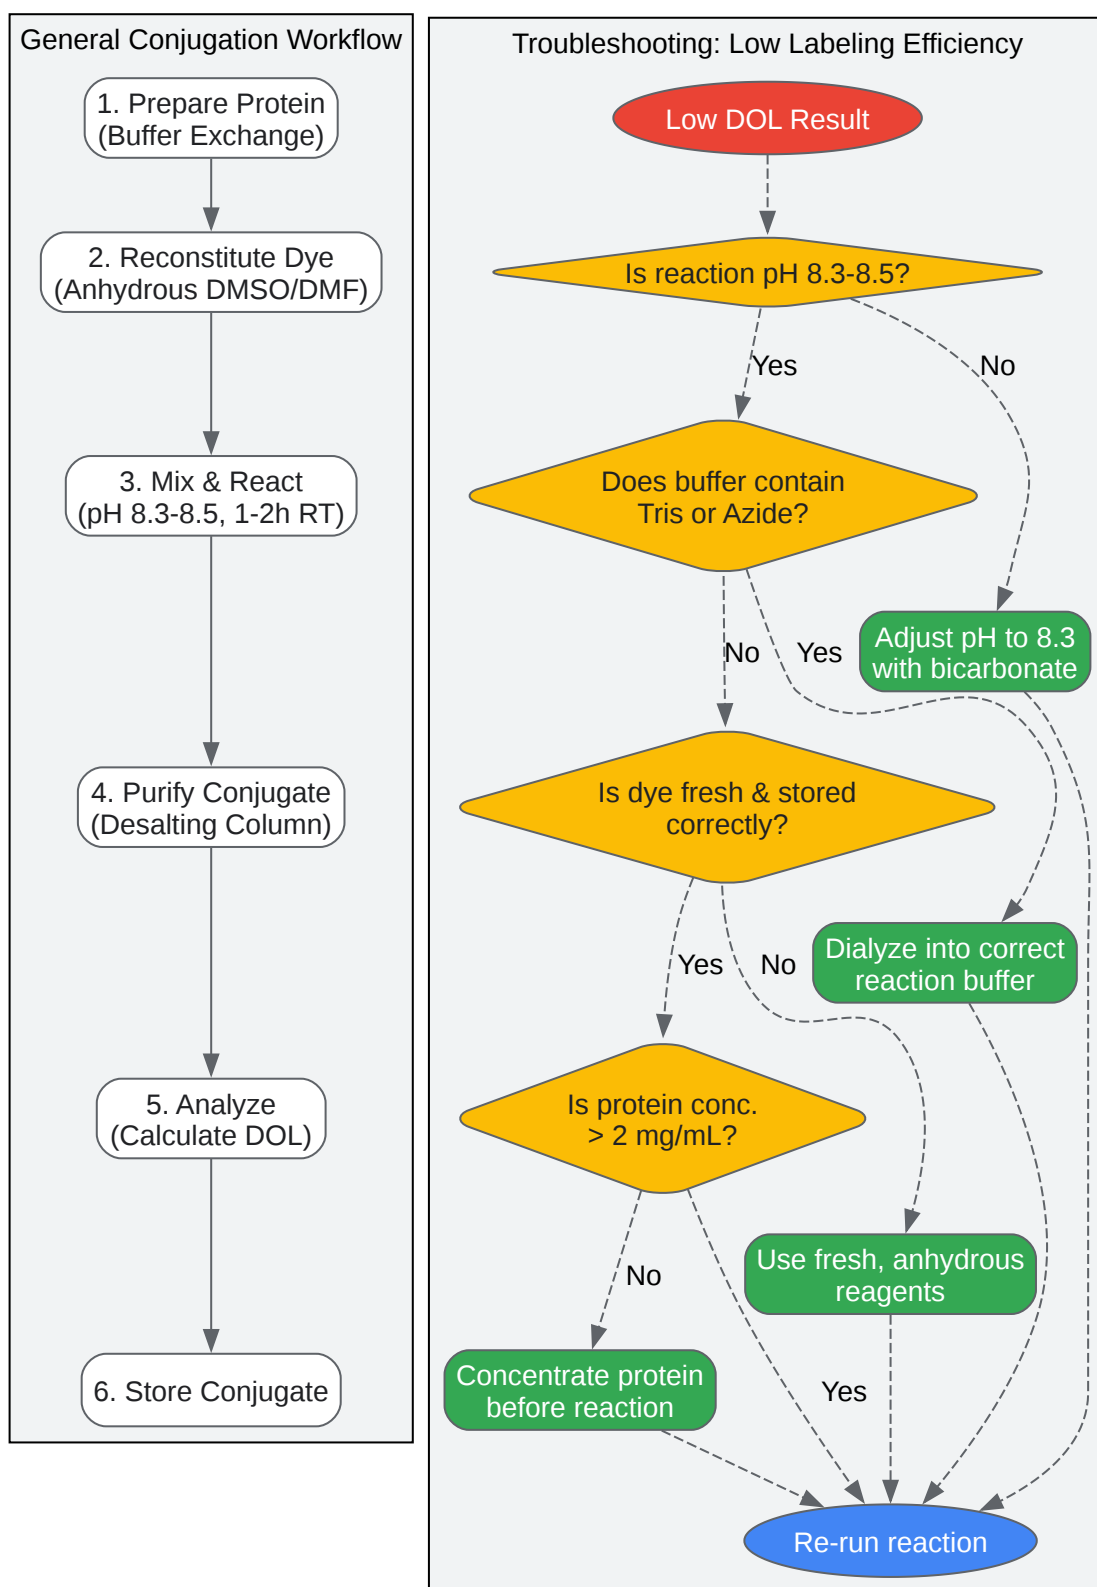 General Conjugation Workflow
1. Prepare Protein
(Buffer Exchange)
2. Reconstitute Dye
(Anhydrous DMSO/DMF)
3. Mix & React
(pH 8.3-8.5, 1-2h RT)
4. Purify Conjugate
(Desalting Column)
5. Analyze
(Calculate DOL)
6. Store Conjugate
Troubleshooting: Low Labeling Efficiency
Low DOL Result
Is reaction pH 8.3-8.5?
Yes
No
Does buffer contain
Tris or Azide?
No
Yes
Adjust pH to 8.3
with bicarbonate
Is dye fresh & stored
correctly?
Yes
No
Dialyze into correct
reaction buffer
Is protein conc.
> 2 mg/mL?
No
Use fresh, anhydrous
reagents
Concentrate protein
before reaction
Yes
Re-run reaction